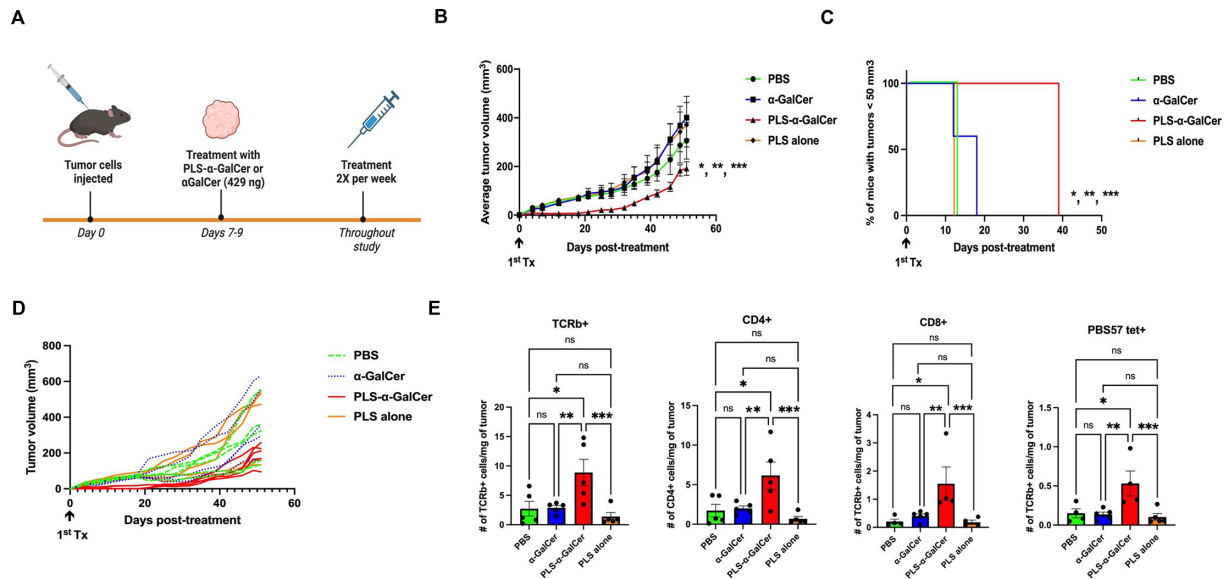 A
Tumor cells
injected
Treatment with
PLS-α-GalCer or
αGalCer (429 ng)
Treatment
2X per week
Day 0
Days 7-9
Throughout
study
B
Average tumor volume (mm³)
600
400
200
0
0
20
40
60
Days post-treatment
1st Tx
PBS
α-GalCer
PLS-α-GalCer
PLS alone
*, **, ***
C
% of mice with tumors < 50 mm3
100
80
60
40
20
0
0
10
20
30
40
50
Days post-treatment
1st Tx
PBS
α-GalCer
PLS-α-GalCer
PLS alone
*, **, ***
D
Tumor volume (mm³)
800
600
400
200
0
0
20
40
60
Days post-treatment
1st Tx
PBS
α-GalCer
PLS-α-GalCer
PLS alone
E
TCRb+
ns
ns
*
ns
**
***
# of TCRb+ cells/mg of tumor
20
15
10
5
0
PBS
α-GalCer
PLS-α-GalCer
PLS alone
CD4+
ns
ns
*
ns
**
***
# of CD4+ cells/mg of tumor
15
10
5
0
PBS
α-GalCer
PLS-α-GalCer
PLS alone
CD8+
ns
ns
*
ns
**
***
# of TCRb+ cells/mg of tumor
4
3
2
1
0
PBS
α-GalCer
PLS-α-GalCer
PLS alone
PBS57 tet+
ns
ns
*
ns
**
***
# of TCRb+ cells/mg of tumor
1.5
1.0
0.5
0.0
PBS
α-GalCer
PLS-α-GalCer
PLS alone